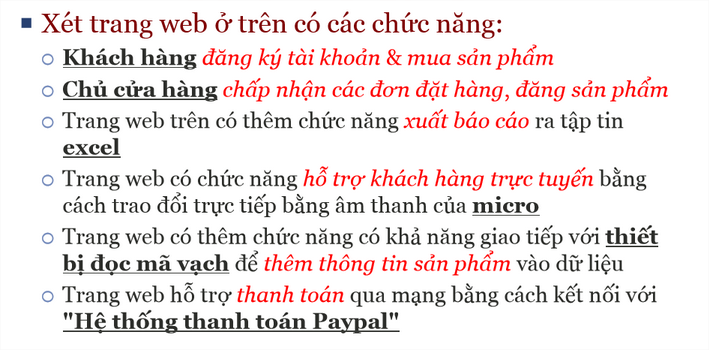 Xét trang web ở trên có các chức năng:
Khách hàng đăng ký tài khoản & mua sản phẩm
Chủ cửa hàng chấp nhận các đơn đặt hàng, đăng sản phẩm
Trang web trên có thêm chức năng xuất báo cáo ra tập tin
excel
Trang web có chức năng hỗ trợ khách hàng trực tuyến bằng
cách trao đổi trực tiếp bằng âm thanh của micro
Trang web có thêm chức năng có khả năng giao tiếp với thiết
bị đọc mã vạch để thêm thông tin sản phẩm vào dữ liệu
Trang web hỗ trợ thanh toán qua mạng bằng cách kết nối với
"Hệ thống thanh toán Paypal"